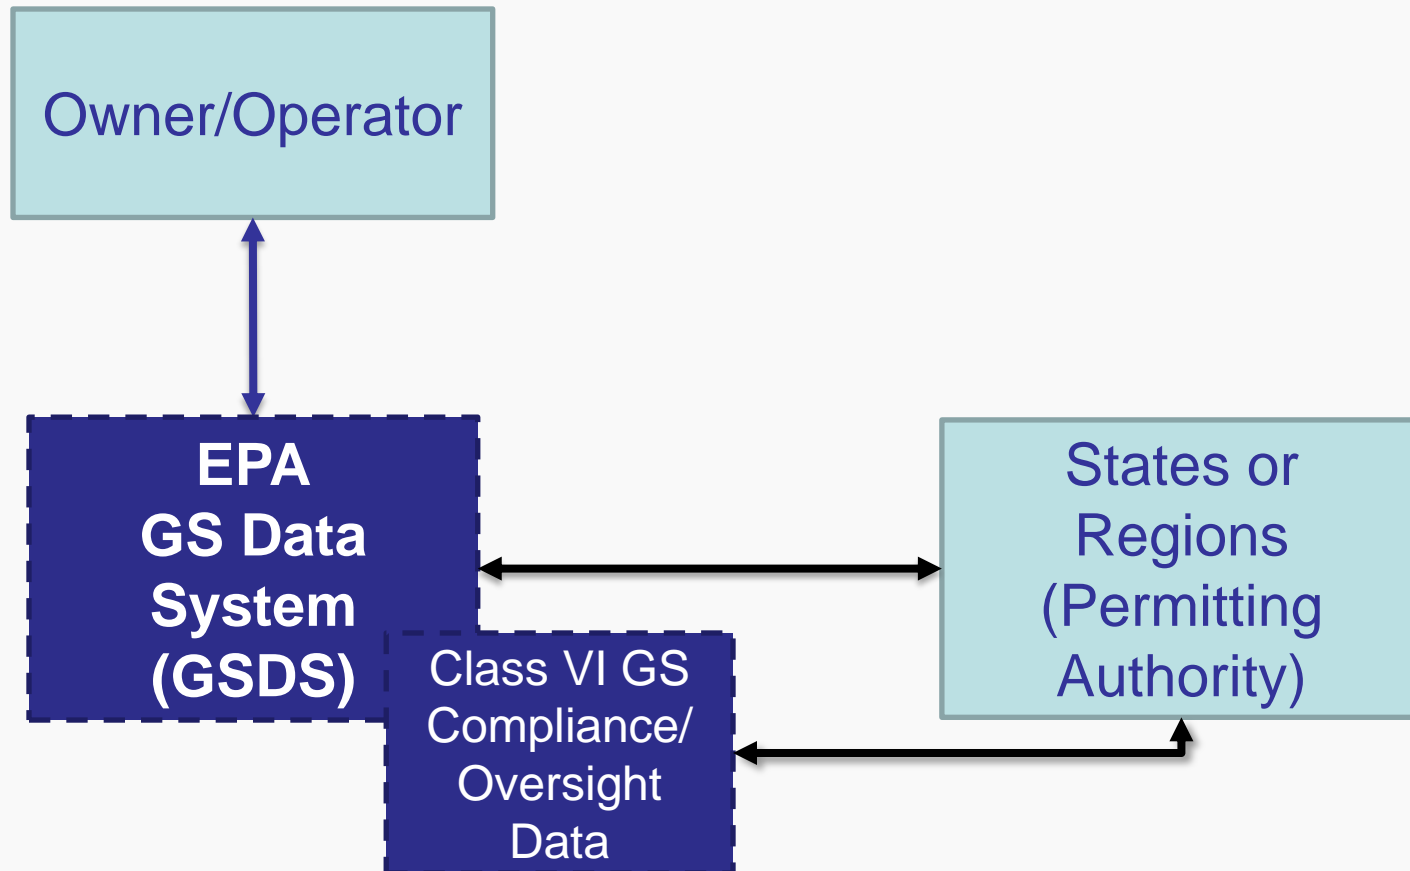 Owner/Operator
EPA
GS Data
System
(GSDS)
Class VI GS
Compliance/
Oversight
Data
States or
Regions
(Permitting
Authority)